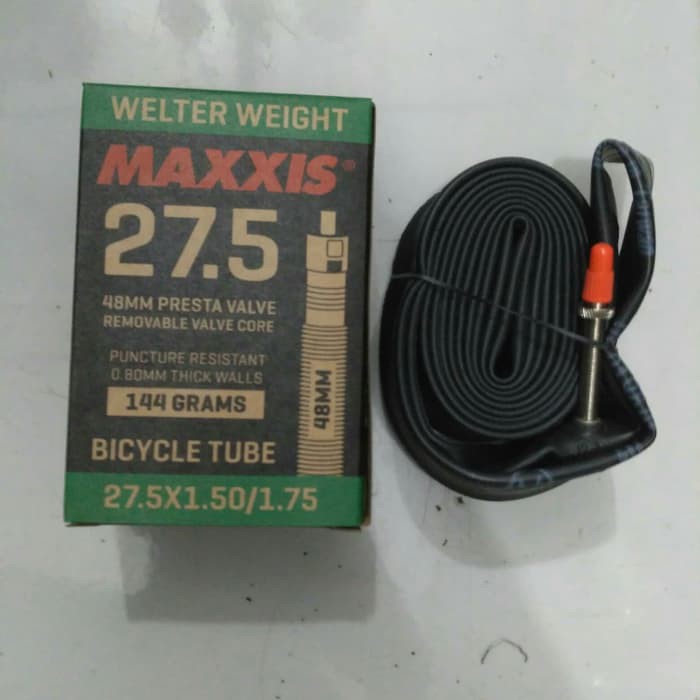 WELTER WEIGHT
MAXXIS®
27.5
48MM PRESTA VALVE
REMOVABLE VALVE CORE
PUNCTURE RESISTANT
0.80MM THICK WALLS
144 GRAMS
48MM
BICYCLE TUBE
27.5X1.50/1.75